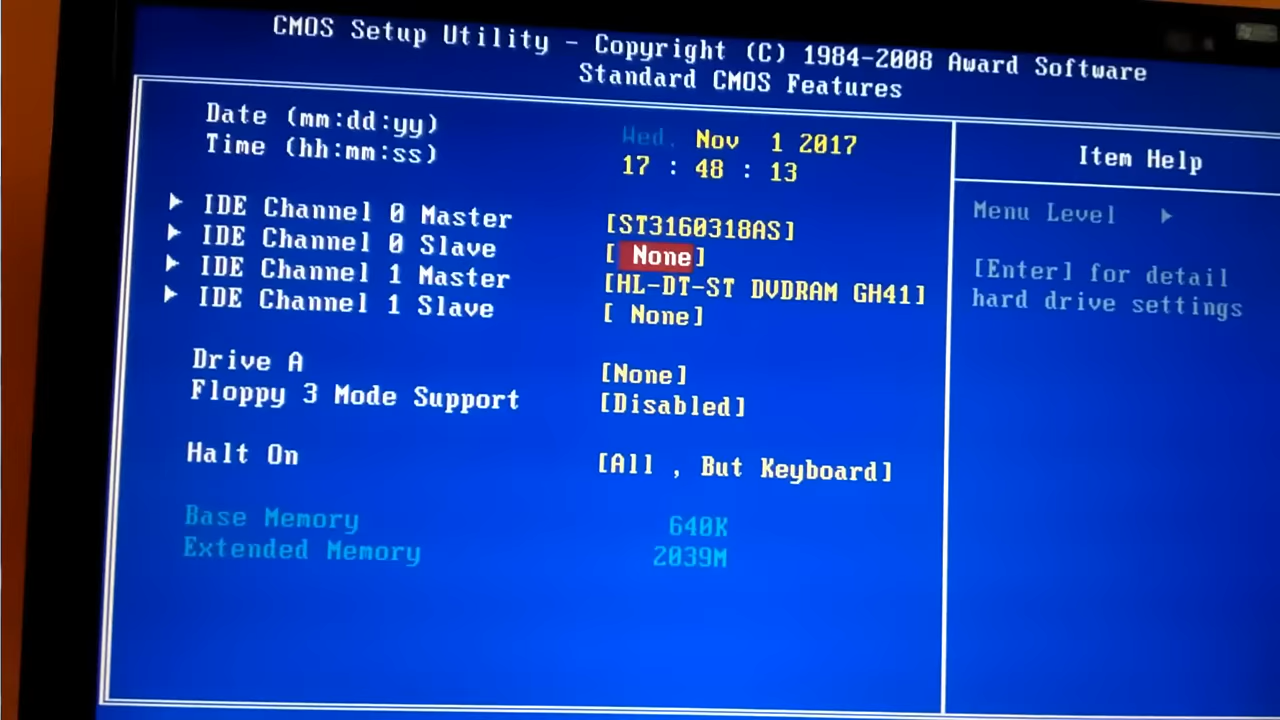 CMOS Setup Utility - Copyright (C) 1984-2008 Award Software
Standard CMOS Features
Date (mm:dd:yy) Wed, Nov 1 2017
Time (hh:mm:ss) 17 : 48 : 13
IDE Channel 0 Master [ST3160318AS]
IDE Channel 0 Slave [ None]
IDE Channel 1 Master [HL-DT-ST DVDRAM GH41]
IDE Channel 1 Slave [ None]
Drive A [None]
Floppy 3 Mode Support [Disabled]
Halt On [All , But Keyboard]
Base Memory 640K
Extended Memory 2039M
Item Help
Menu Level
[Enter] for detail
hard drive settings